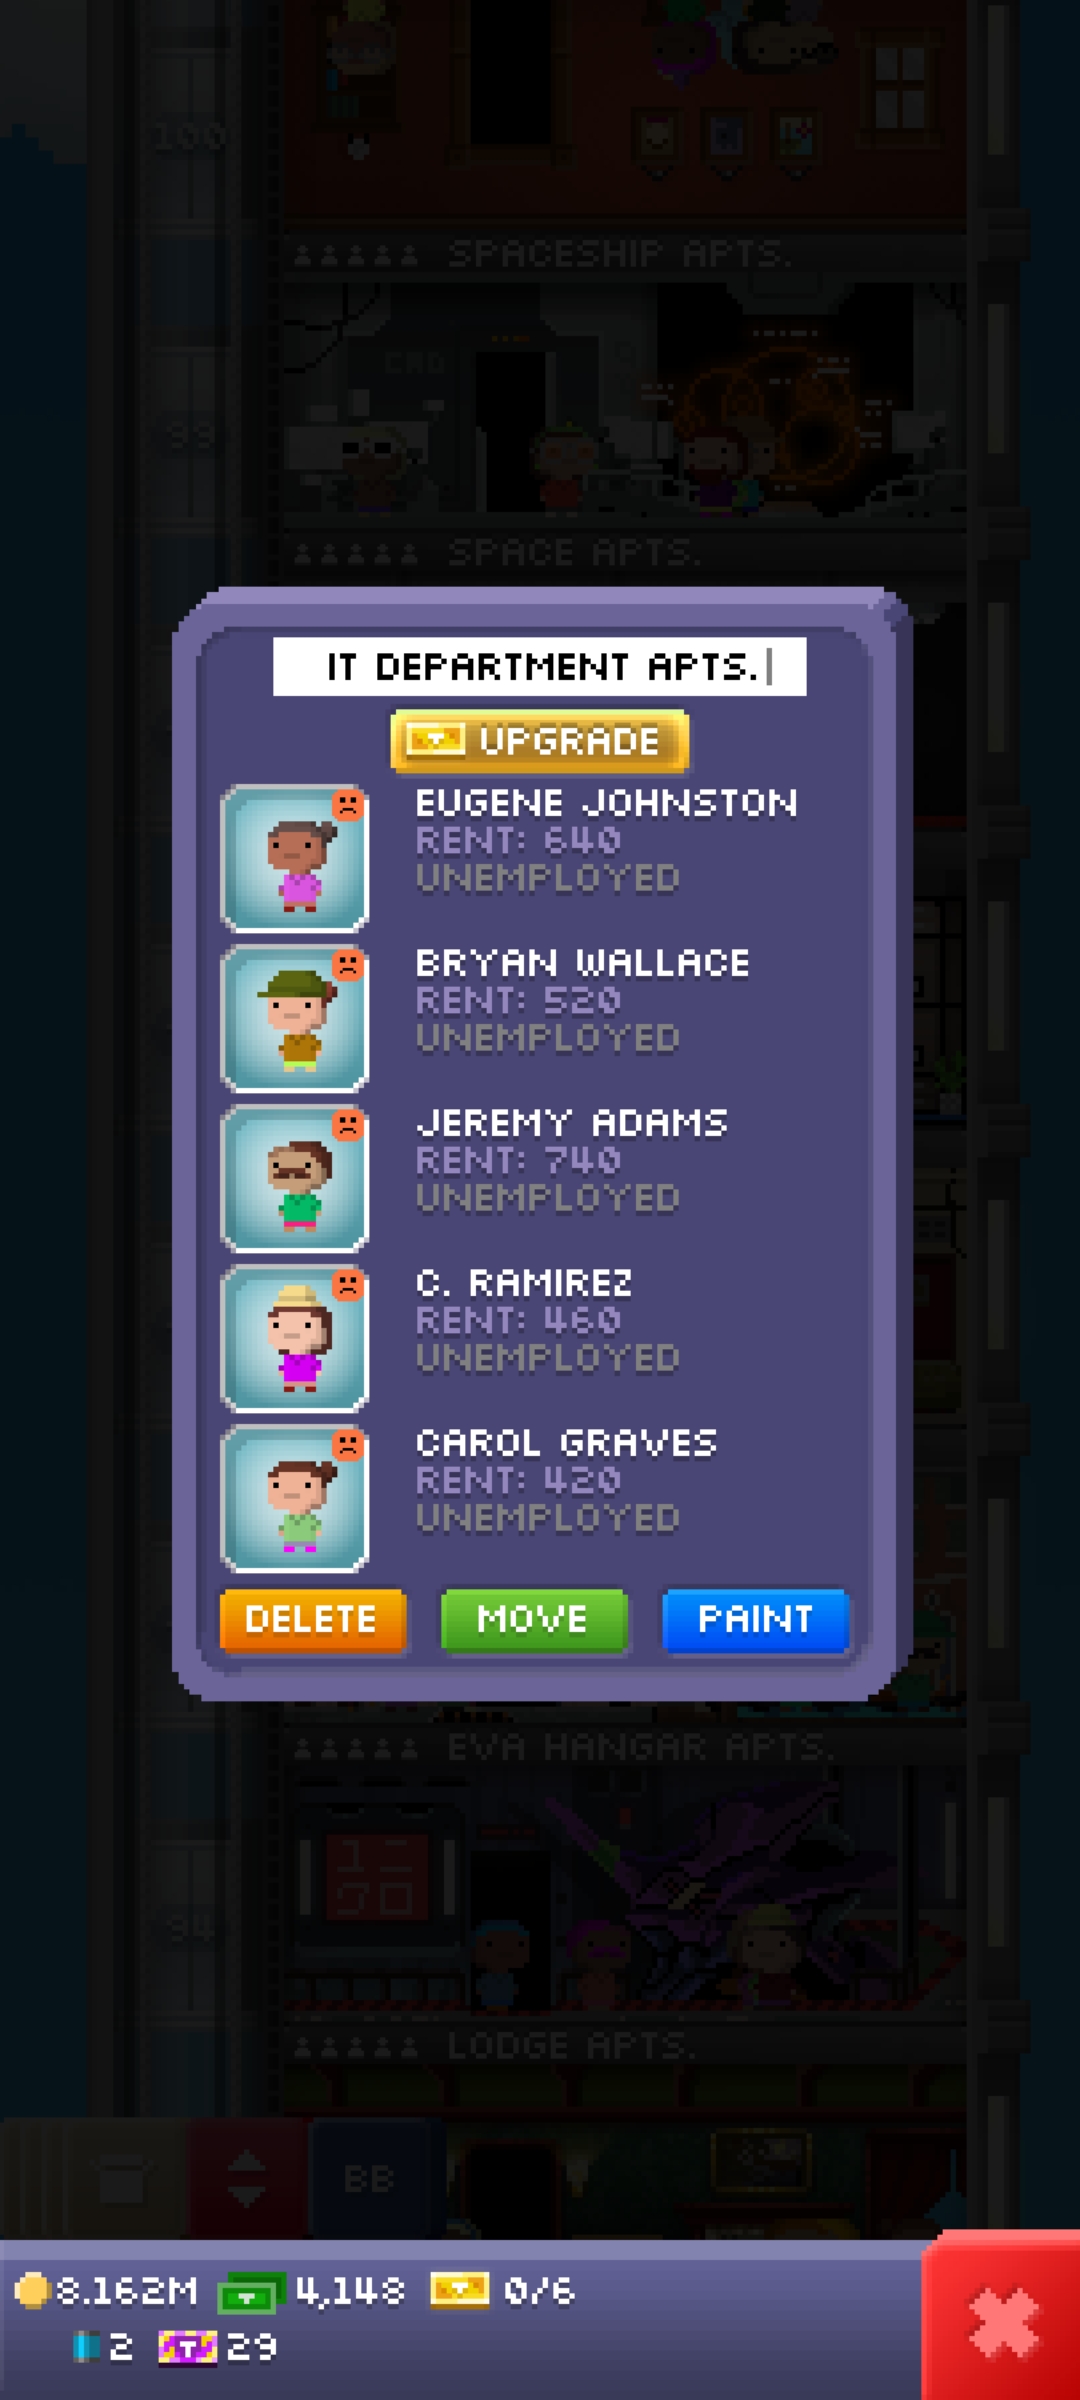 100
SPACESHIP APTS.
CAD
99
SPACE APTS.
IT DEPARTMENT APTS.
UPGRADE
EUGENE JOHNSTON
RENT: 640
UNEMPLOYED
BRYAN WALLACE
RENT: 520
UNEMPLOYED
JEREMY ADAMS
RENT: 740
UNEMPLOYED
C. RAMIREZ
RENT: 460
UNEMPLOYED
CAROL GRAVES
RENT: 420
UNEMPLOYED
DELETE
MOVE
PAINT
EVA HANGAR APTS.
94
LODGE APTS.
BB
8.162M
4,148
0/6
2
29